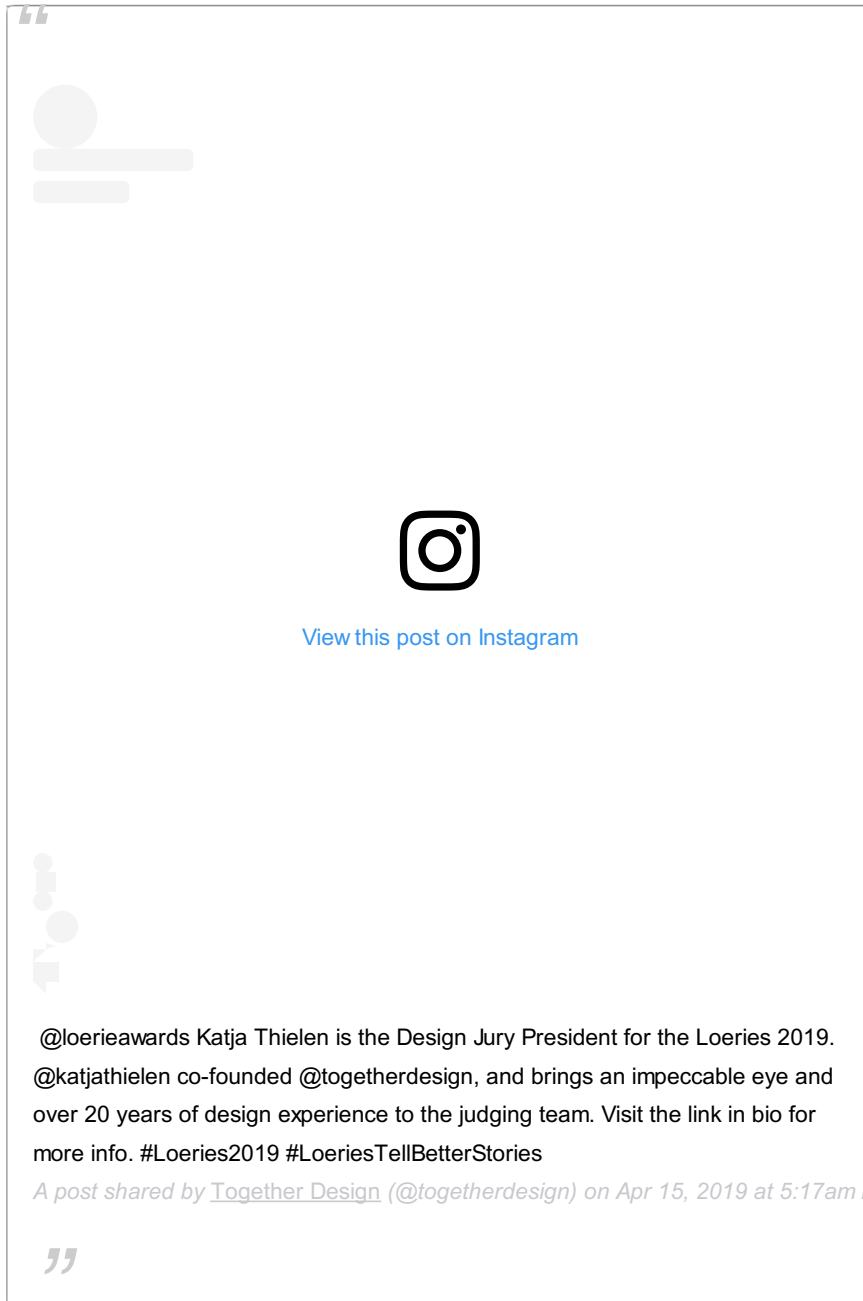 “
View this post on Instagram
@loerieawards Katja Thielen is the Design Jury President for the Loeries 2019.
@katjathielen co-founded @togetherdesign, and brings an impeccable eye and
over 20 years of design experience to the judging team. Visit the link in bio for
more info. #Loeries2019 #LoeriesTellBetterStories
A post shared by Together Design (@togetherdesign) on Apr 15, 2019 at 5:17am
”